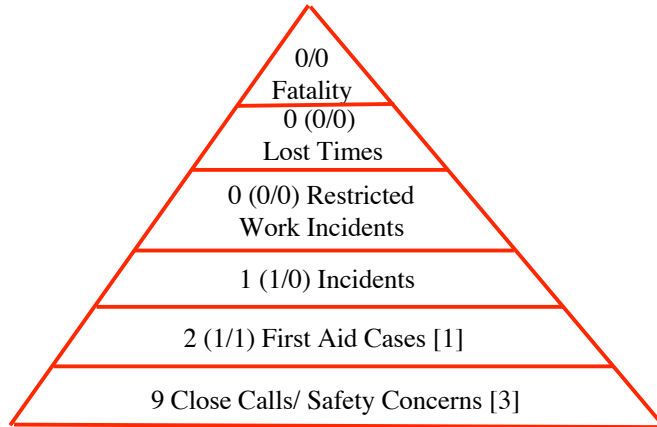 0/0
Fatality
0 (0/0)
Lost Times
0 (0/0) Restricted
Work Incidents
1 (1/0) Incidents
2 (1/1) First Aid Cases [1]
9 Close Calls/ Safety Concerns [3]